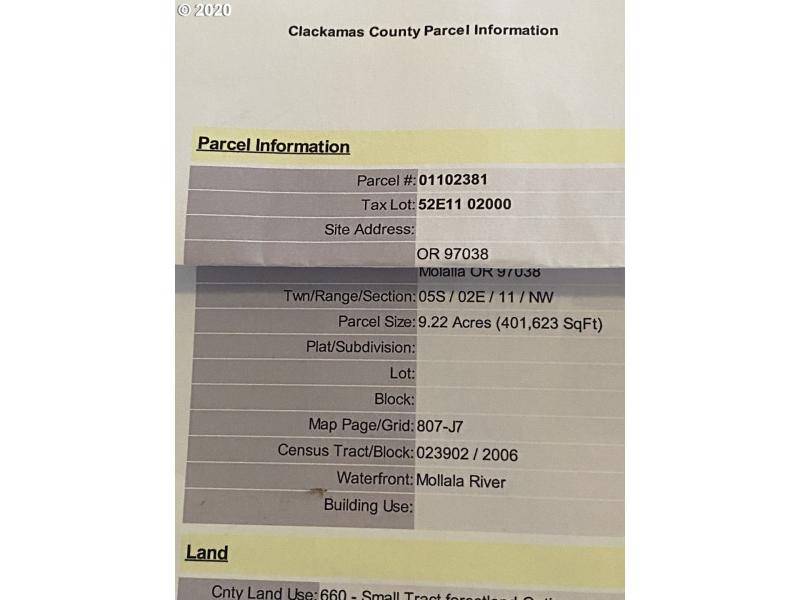 © 2020
Clackamas County Parcel Information
Parcel Information
Parcel #: 01102381
Tax Lot: 52E11 02000
Site Address:
OR 97038
Molalla OR 97038
Twn/Range/Section: 05S / 02E / 11 / NW
Parcel Size: 9.22 Acres (401,623 SqFt)
Plat/Subdivision:
Lot:
Block:
Map Page/Grid: 807-J7
Census Tract/Block: 023902 / 2006
Waterfront: Mollala River
Building Use:
Land
Cnty Land Use: 660 - Small Tract forestland